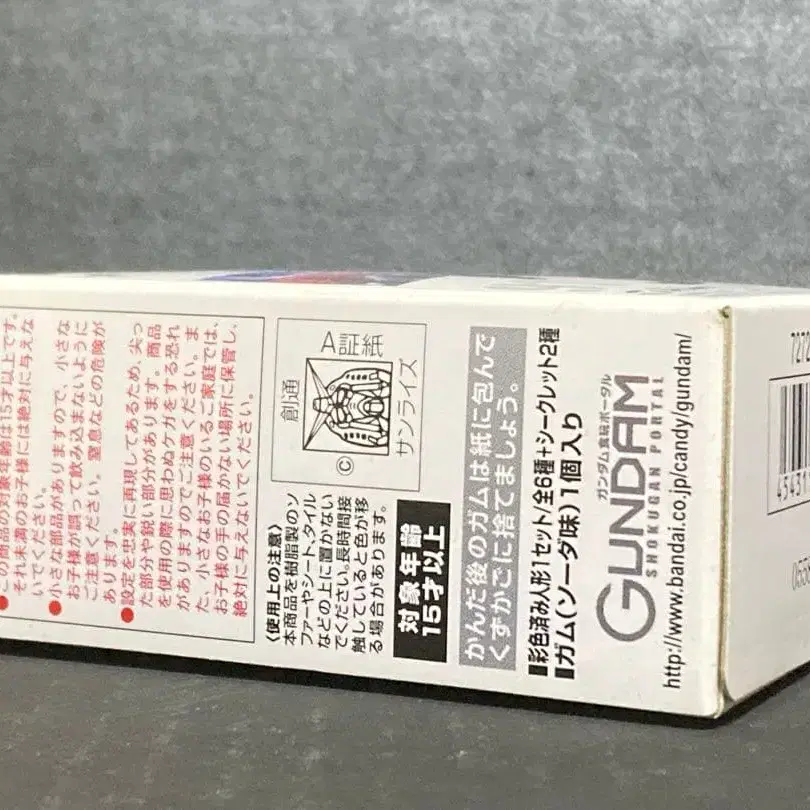 ●この商品の対象年齢は15才以上です。
それ未満のお子様には絶対に与えな
いでください。
●小さな部品がありますので、小さな
お子様が誤って飲み込まないように
ご注意ください。窒息などの危険が
あります。
●設定を忠実に再現してあるため、尖っ
た部分や鋭い部分があります。商品
を使用の際に思わぬケガをする恐れ
がありますのでご注意ください。ま
た、小さなお子様のいるご家庭では、
お子様の手の届かない場所に保管し、
絶対に与えないでください。
〈使用上の注意〉
本商品を樹脂製のソ
ファーやシート、タイル
などの上に置かない
でください。長時間接
触していると色が移
る場合があります。
創通
A証紙
©
サンライズ
対象年齢
15才以上
かんだ後のガムは紙に包んで
くずかごに捨てましょう。
■彩色済み人形1セット/全6種+シークレット2種
■ガム(ソーダ味)1個入り
ガンダム食玩ポータル
GUNDAM
SHOKUGAN PORTAL
http://www.bandai.co.jp/candy/gundam/